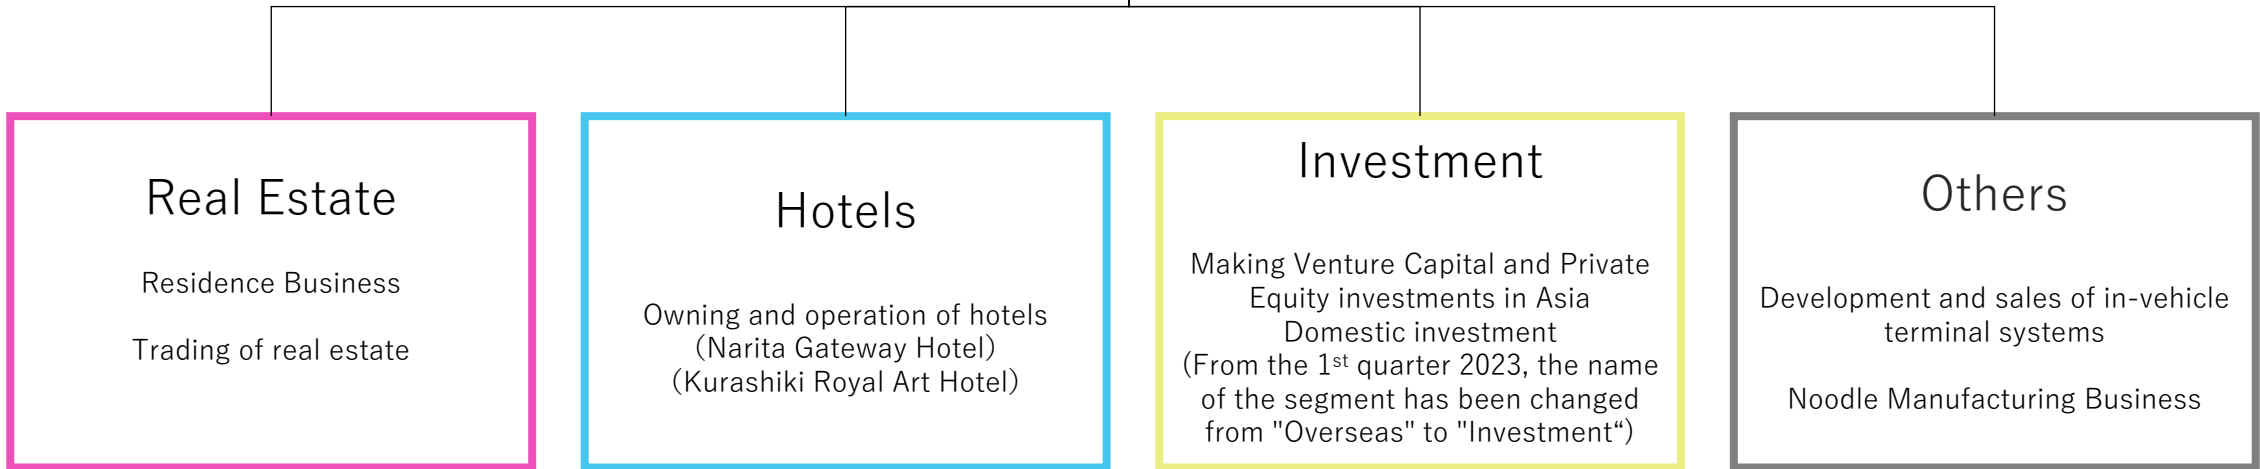 Real Estate
Residence Business
Trading of real estate
Hotels
Owning and operation of hotels
(Narita Gateway Hotel)
(Kurashiki Royal Art Hotel)
Investment
Making Venture Capital and Private
Equity investments in Asia
Domestic investment
(From the 1st quarter 2023, the name
of the segment has been changed
from "Overseas" to "Investment“)
Others
Development and sales of in-vehicle
terminal systems
Noodle Manufacturing Business